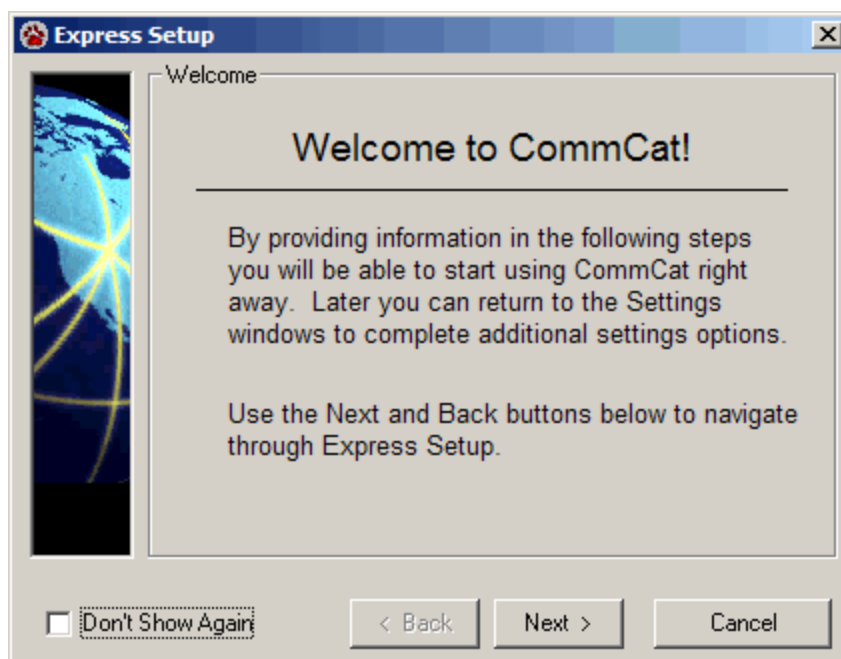 Express Setup
Welcome
Welcome to CommCat!
By providing information in the following steps
you will be able to start using CommCat right
away.  Later you can return to the Settings
windows to complete additional settings options.
Use the Next and Back buttons below to navigate
through Express Setup.
Don't Show Again
< Back
Next >
Cancel